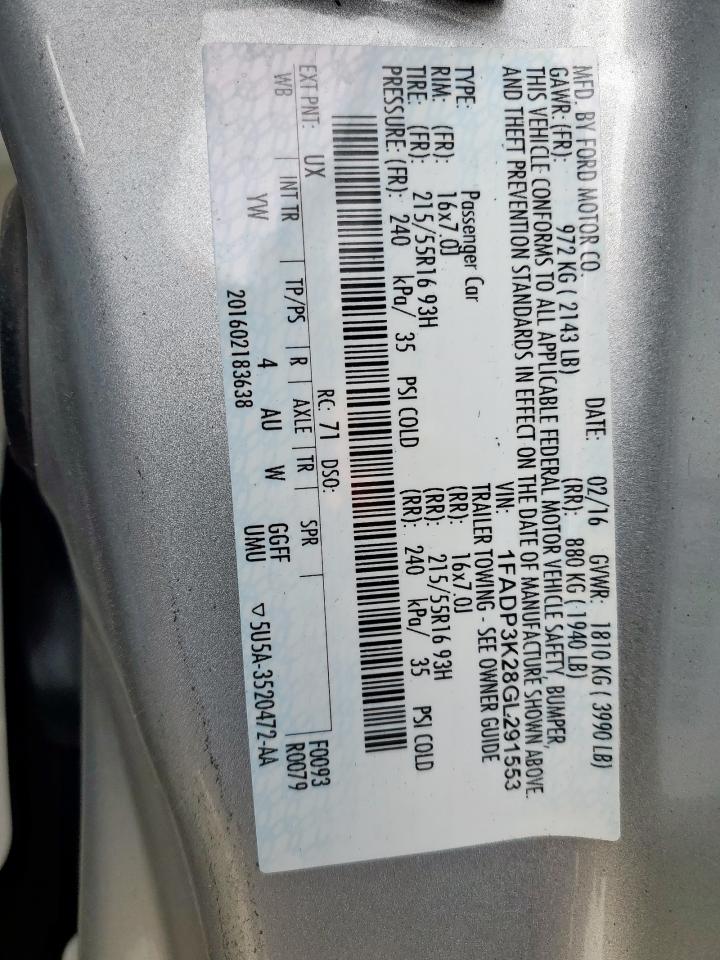 MFD. BY FORD MOTOR CO. DATE: 02/16 GVWR: 1810 KG ( 3990 LB)
GAWR: (FR): 972 KG ( 2143 LB) (RR): 880 KG ( 1940 LB)
THIS VEHICLE CONFORMS TO ALL APPLICABLE FEDERAL MOTOR VEHICLE SAFETY, BUMPER,
AND THEFT PREVENTION STANDARDS IN EFFECT ON THE DATE OF MANUFACTURE SHOWN ABOVE.
VIN: 1FADP3K28GL291553
TYPE: Passenger Car TRAILER TOWING - SEE OWNER GUIDE
RIM: (FR): 16x7.0J (RR): 16x7.0J
TIRE: (FR): 215/55R16 93H (RR): 215/55R16 93H
PRESSURE: (FR): 240 kPa/ 35 PSI COLD (RR): 240 kPa/ 35 PSI COLD
RC: 71 DSO:
EXT PNT: UX F0093
WB INT TR TP/PS R AXLE TR SPR R0079
YW 4 AU W GGFF
201602183638 UMU ▽5U5A-3520472-AA